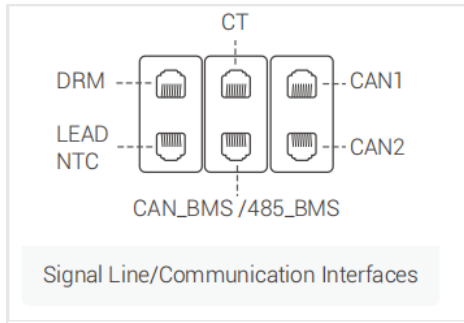 CT
DRM
CAN1
LEAD
NTC
CAN2
CAN_BMS /485_BMS
Signal Line/Communication Interfaces